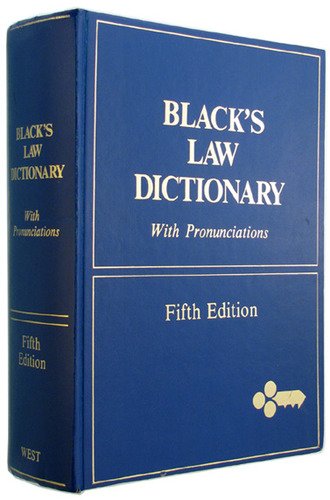 BLACK'S
LAW
DICTIONARY
With
Pronunciations
Fifth
Edition
WEST
BLACK'S
LAW
DICTIONARY
With Pronunciations
Fifth Edition